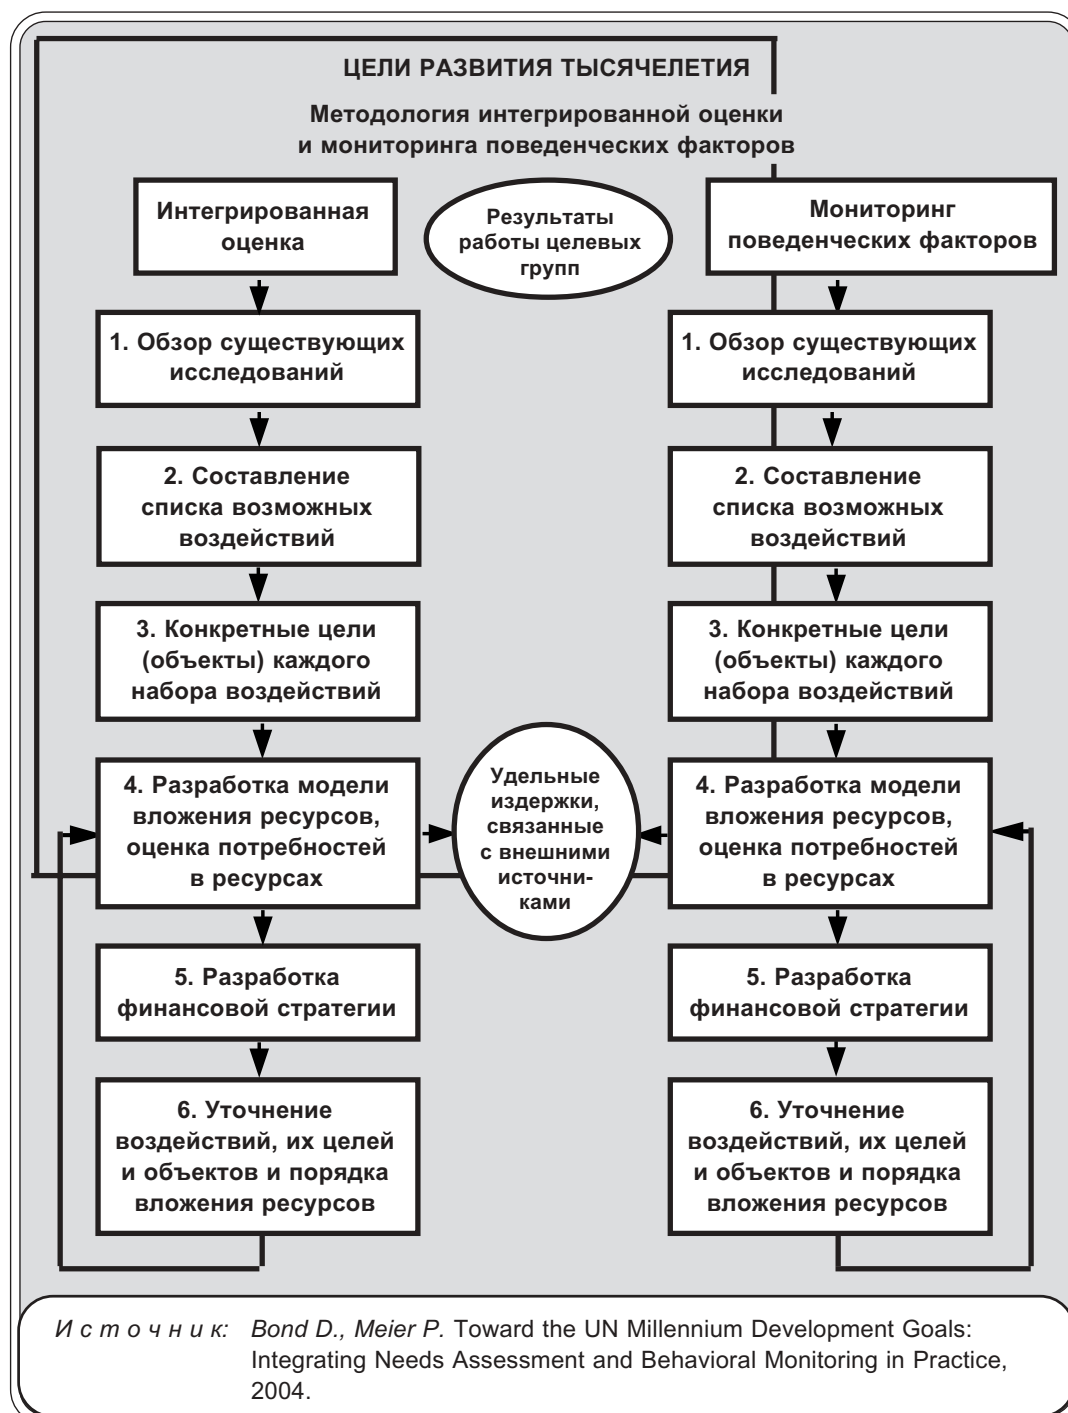 ЦЕЛИ РАЗВИТИЯ ТЫСЯЧЕЛЕТИЯ
Методология интегрированной оценки
и мониторинга поведенческих факторов
Интегрированная
оценка
Результаты
работы целевых
групп
Мониторинг
поведенческих факторов
1. Обзор существующих
исследований
2. Составление
списка возможных
воздействий
3. Конкретные цели
(объекты) каждого
набора воздействий
4. Разработка модели
вложения ресурсов,
оценка потребностей
в ресурсах
5. Разработка
финансовой стратегии
6. Уточнение
воздействий, их целей
и объектов и порядка
вложения ресурсов
Удельные
издержки,
связанные
с внешними
источни-
ками
1. Обзор существующих
исследований
2. Составление
списка возможных
воздействий
3. Конкретные цели
(объекты) каждого
набора воздействий
4. Разработка модели
вложения ресурсов,
оценка потребностей
в ресурсах
5. Разработка
финансовой стратегии
6. Уточнение
воздействий, их целей
и объектов и порядка
вложения ресурсов
Источник: Bond D., Meier P. Toward the UN Millennium Development Goals:
Integrating Needs Assessment and Behavioral Monitoring in Practice,
2004.